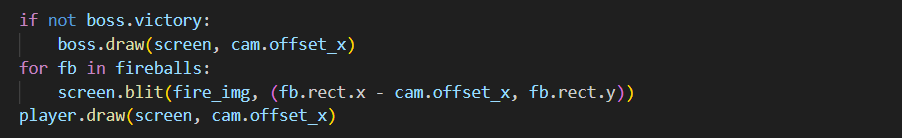 if not boss.victory:
    boss.draw(screen, cam.offset_x)
for fb in fireballs:
    screen.blit(fire_img, (fb.rect.x - cam.offset_x, fb.rect.y))
player.draw(screen, cam.offset_x)